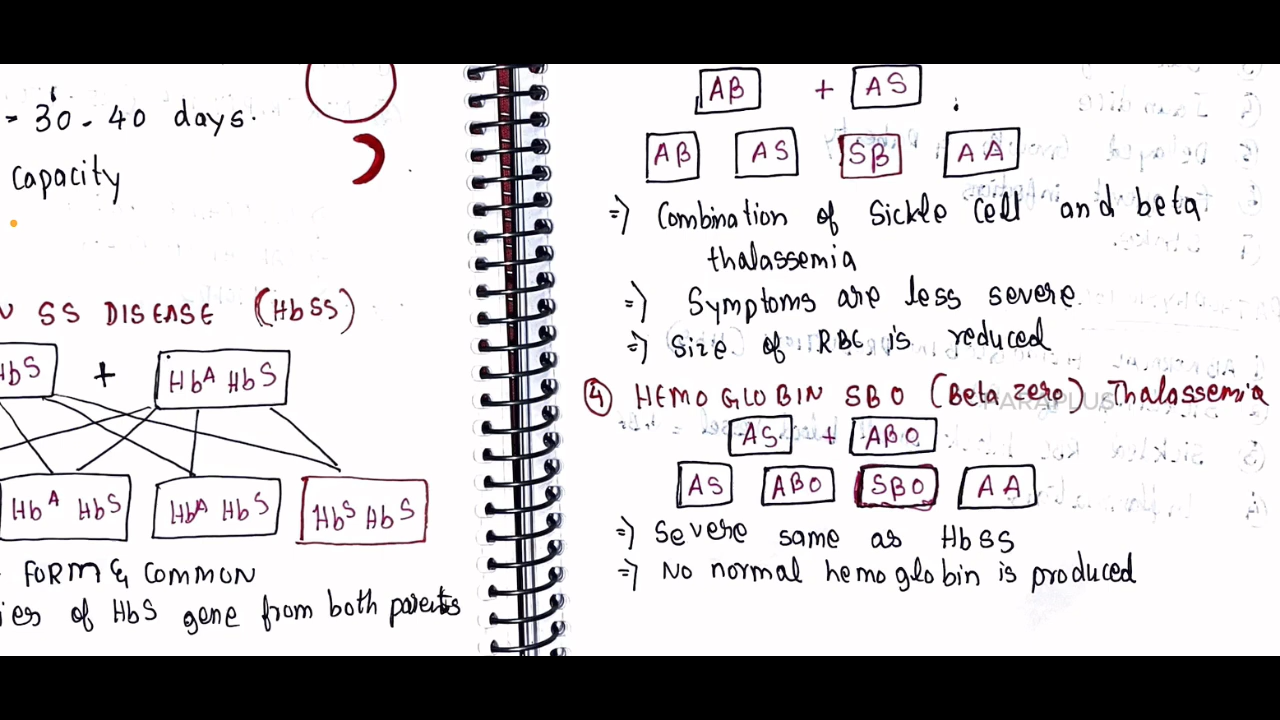 = 30 - 40 days.
capacity
SS DISEASE (HbSS)
HbS + HbA HbS
HbA HbS HbA HbS HbS HbS
FORM & COMMON
of HbS gene from both parents
AB + AS
AB AS SB AA
=) Combination of Sickle Cell and beta
thalassemia
=) Symptoms are less severe
=) Size of RBC is reduced
④ HEMOGLOBIN SBO (Beta zero) Thalassemia
PARAPLUS
AS + ABO
AS ABO SBO AA
=) Severe same as HbSS
=) No normal hemoglobin is produced